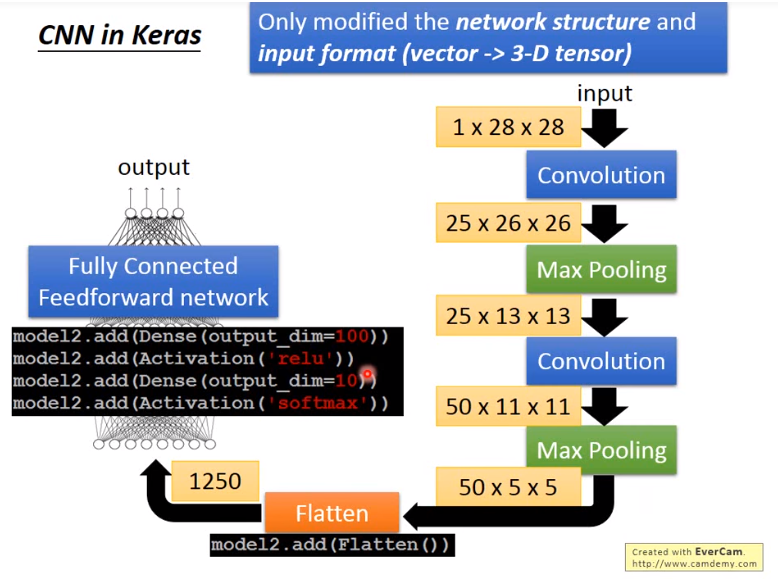 CNN in Keras
Only modified the network structure and
input format (vector -> 3-D tensor)
input
1 x 28 x 28
Convolution
25 x 26 x 26
Max Pooling
25 x 13 x 13
Convolution
50 x 11 x 11
Max Pooling
50 x 5 x 5
Flatten
model2.add(Flatten())
1250
output
Fully Connected
Feedforward network
model2.add(Dense(output_dim=100))
model2.add(Activation('relu'))
model2.add(Dense(output_dim=10))
model2.add(Activation('softmax'))
Created with EverCam.
http://www.camdemy.com